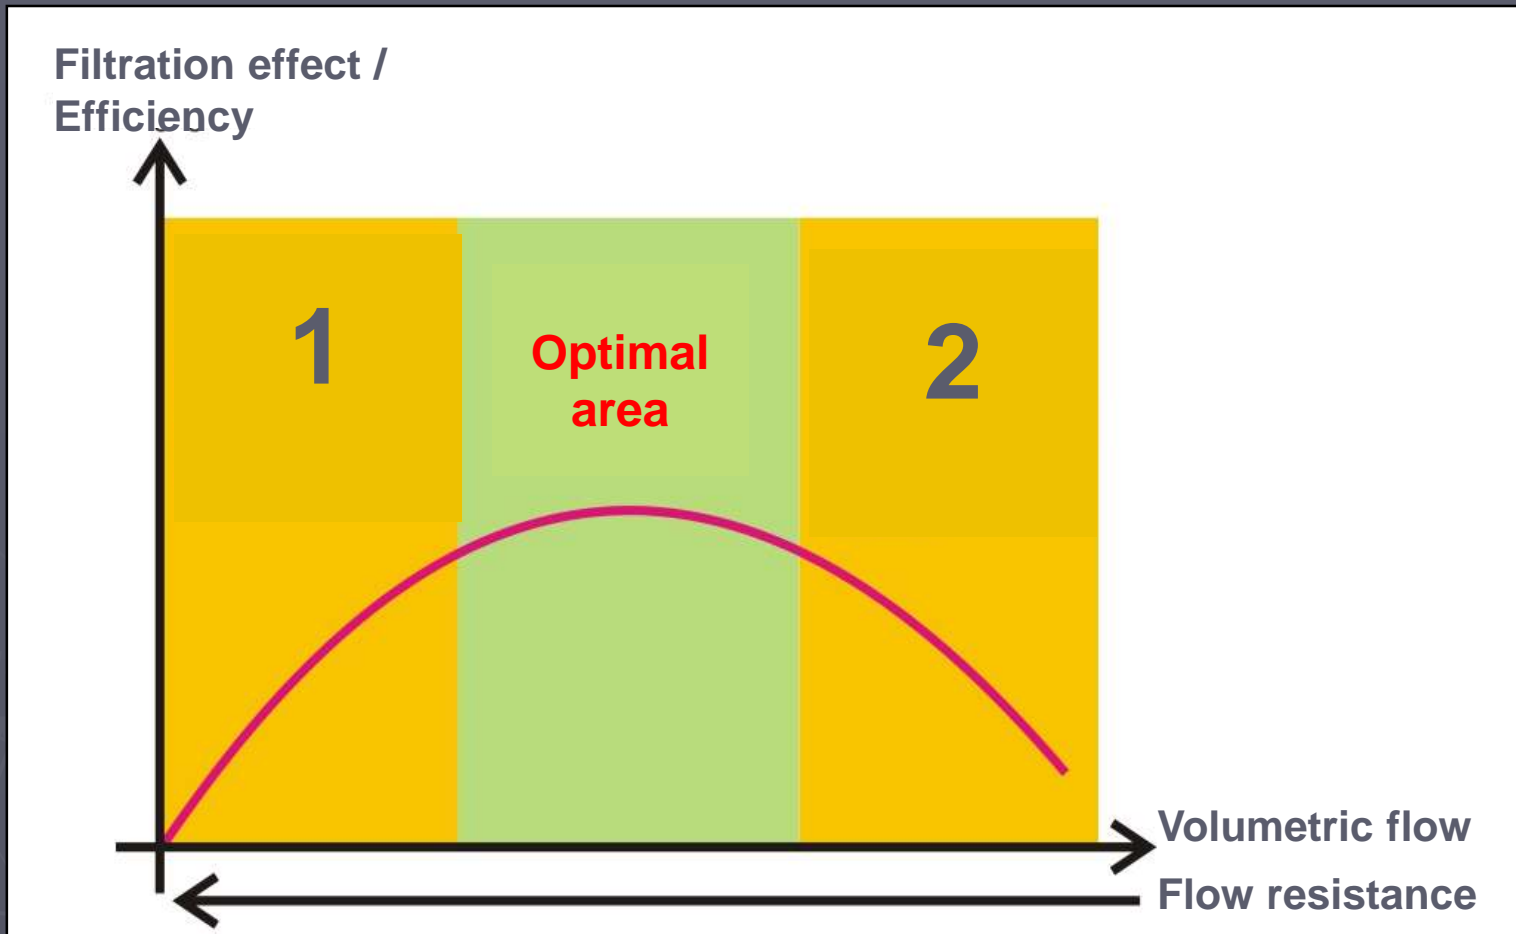 Filtration effect /
Efficiency
1
Optimal
area
2
Volumetric flow
Flow resistance